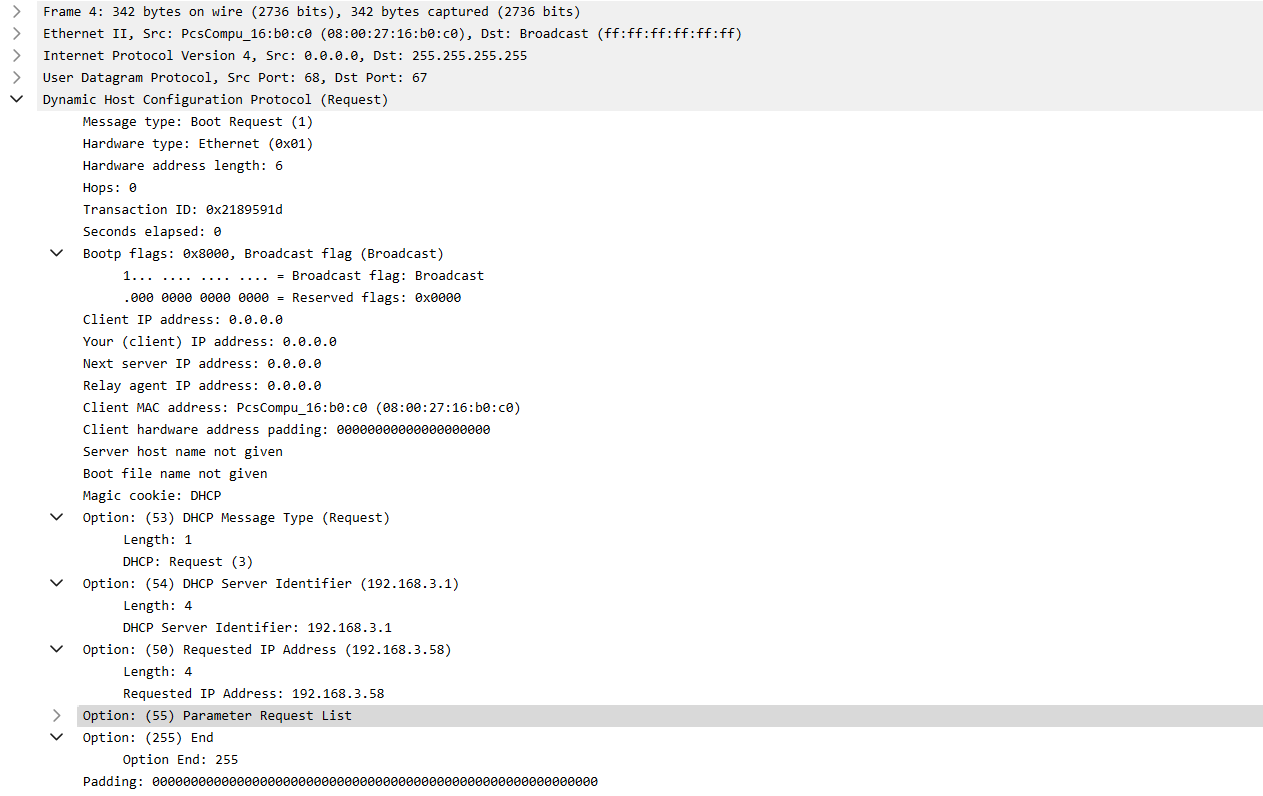 Frame 4: 342 bytes on wire (2736 bits), 342 bytes captured (2736 bits)
Ethernet II, Src: PcsCompu_16:b0:c0 (08:00:27:16:b0:c0), Dst: Broadcast (ff:ff:ff:ff:ff:ff)
Internet Protocol Version 4, Src: 0.0.0.0, Dst: 255.255.255.255
User Datagram Protocol, Src Port: 68, Dst Port: 67
Dynamic Host Configuration Protocol (Request)
Message type: Boot Request (1)
Hardware type: Ethernet (0x01)
Hardware address length: 6
Hops: 0
Transaction ID: 0x2189591d
Seconds elapsed: 0
Bootp flags: 0x8000, Broadcast flag (Broadcast)
1... .... .... .... = Broadcast flag: Broadcast
.000 0000 0000 0000 = Reserved flags: 0x0000
Client IP address: 0.0.0.0
Your (client) IP address: 0.0.0.0
Next server IP address: 0.0.0.0
Relay agent IP address: 0.0.0.0
Client MAC address: PcsCompu_16:b0:c0 (08:00:27:16:b0:c0)
Client hardware address padding: 00000000000000000000
Server host name not given
Boot file name not given
Magic cookie: DHCP
Option: (53) DHCP Message Type (Request)
Length: 1
DHCP: Request (3)
Option: (54) DHCP Server Identifier (192.168.3.1)
Length: 4
DHCP Server Identifier: 192.168.3.1
Option: (50) Requested IP Address (192.168.3.58)
Length: 4
Requested IP Address: 192.168.3.58
Option: (55) Parameter Request List
Option: (255) End
Option End: 255
Padding: 0000000000000000000000000000000000000000000000000000000000